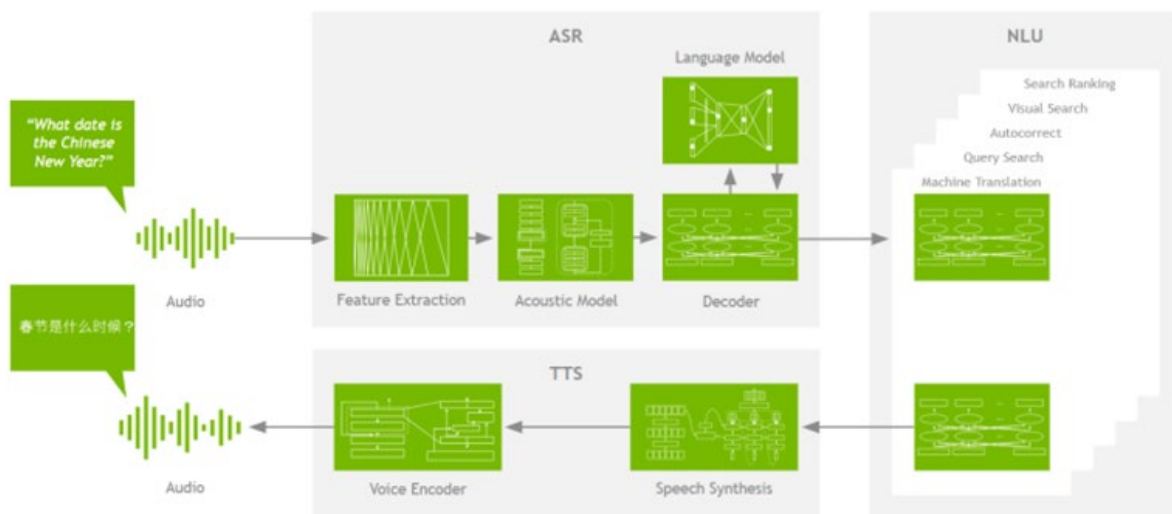 ASR
NLU
Language Model
Search Ranking
Visual Search
Autocorrect
Query Search
Machine Translation
“What date is
the Chinese
New Year?”
Audio
Feature Extraction
Acoustic Model
Decoder
春节是什么时候？
TTS
Audio
Voice Encoder
Speech Synthesis